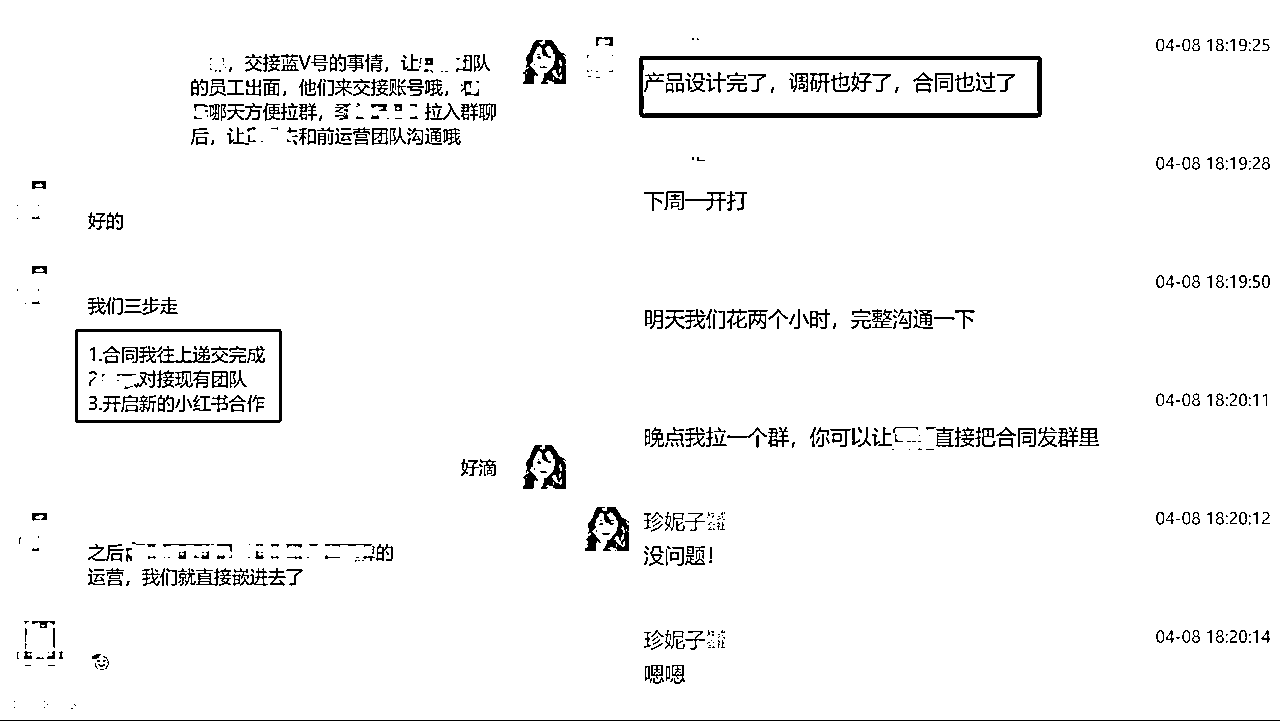 ，交接蓝V号的事情，让团队
的员工出面，他们来交接账号哦，
哪天方便拉群，拉入群聊
后，让和前运营团队沟通哦
好的
我们三步走
1.合同我往上递交完成
2对接现有团队
3.开启新的小红书合作
好滴
之后的
运营，我们就直接嵌进去了
04-08 18:19:25
产品设计完了，调研也好了，合同也过了
04-08 18:19:28
下周一开打
04-08 18:19:50
明天我们花两个小时，完整沟通一下
04-08 18:20:11
晚点我拉一个群，你可以让直接把合同发群里
珍妮子
04-08 18:20:12
没问题！
珍妮子
04-08 18:20:14
嗯嗯